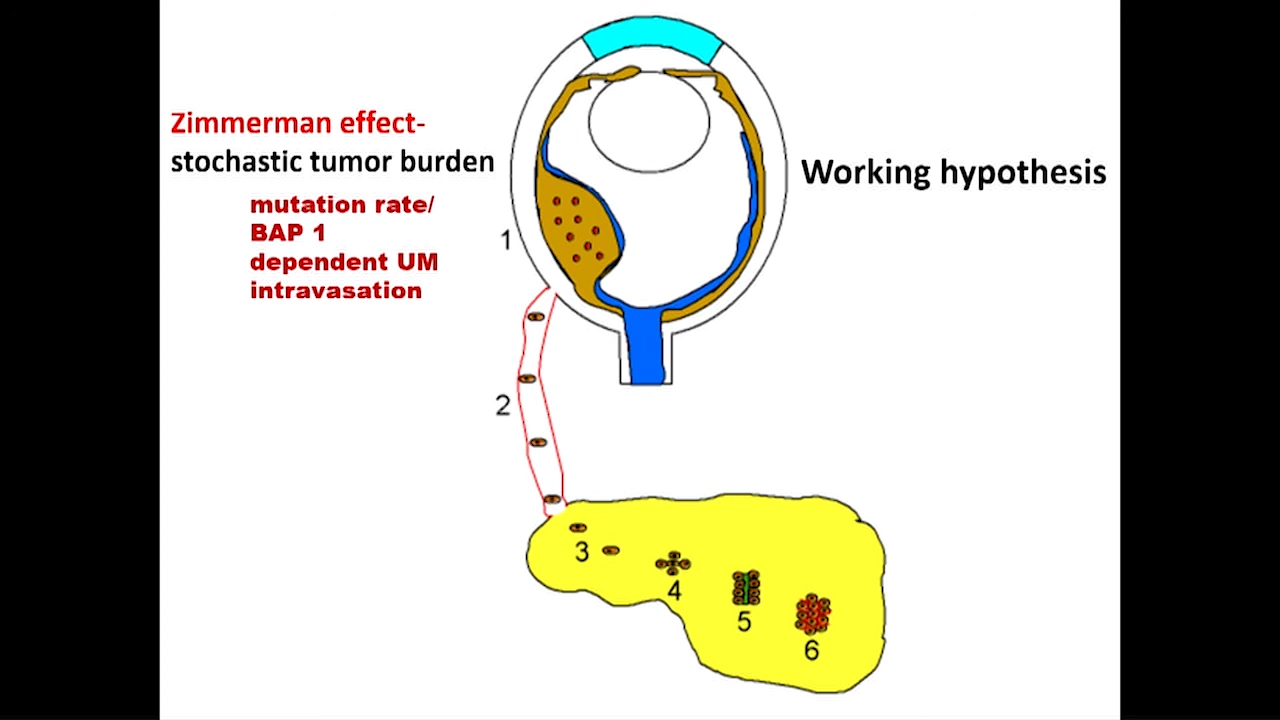 Zimmerman effect-
stochastic tumor burden
mutation rate/
BAP 1
dependent UM
intravasation
Working hypothesis
1
2
3
4
5
6